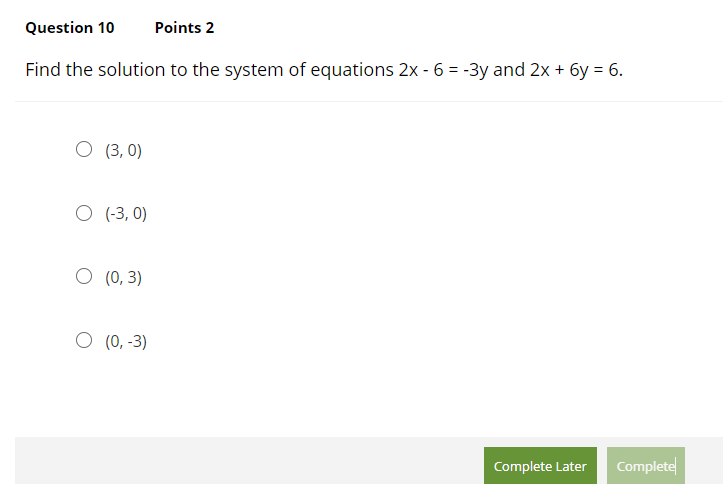 Question 10 Points 2
Find the solution to the system of equations 2x - 6 = -3y and 2x + 6y = 6.
(3, 0)
(-3, 0)
(0, 3)
(0, -3)
Complete Later Complete